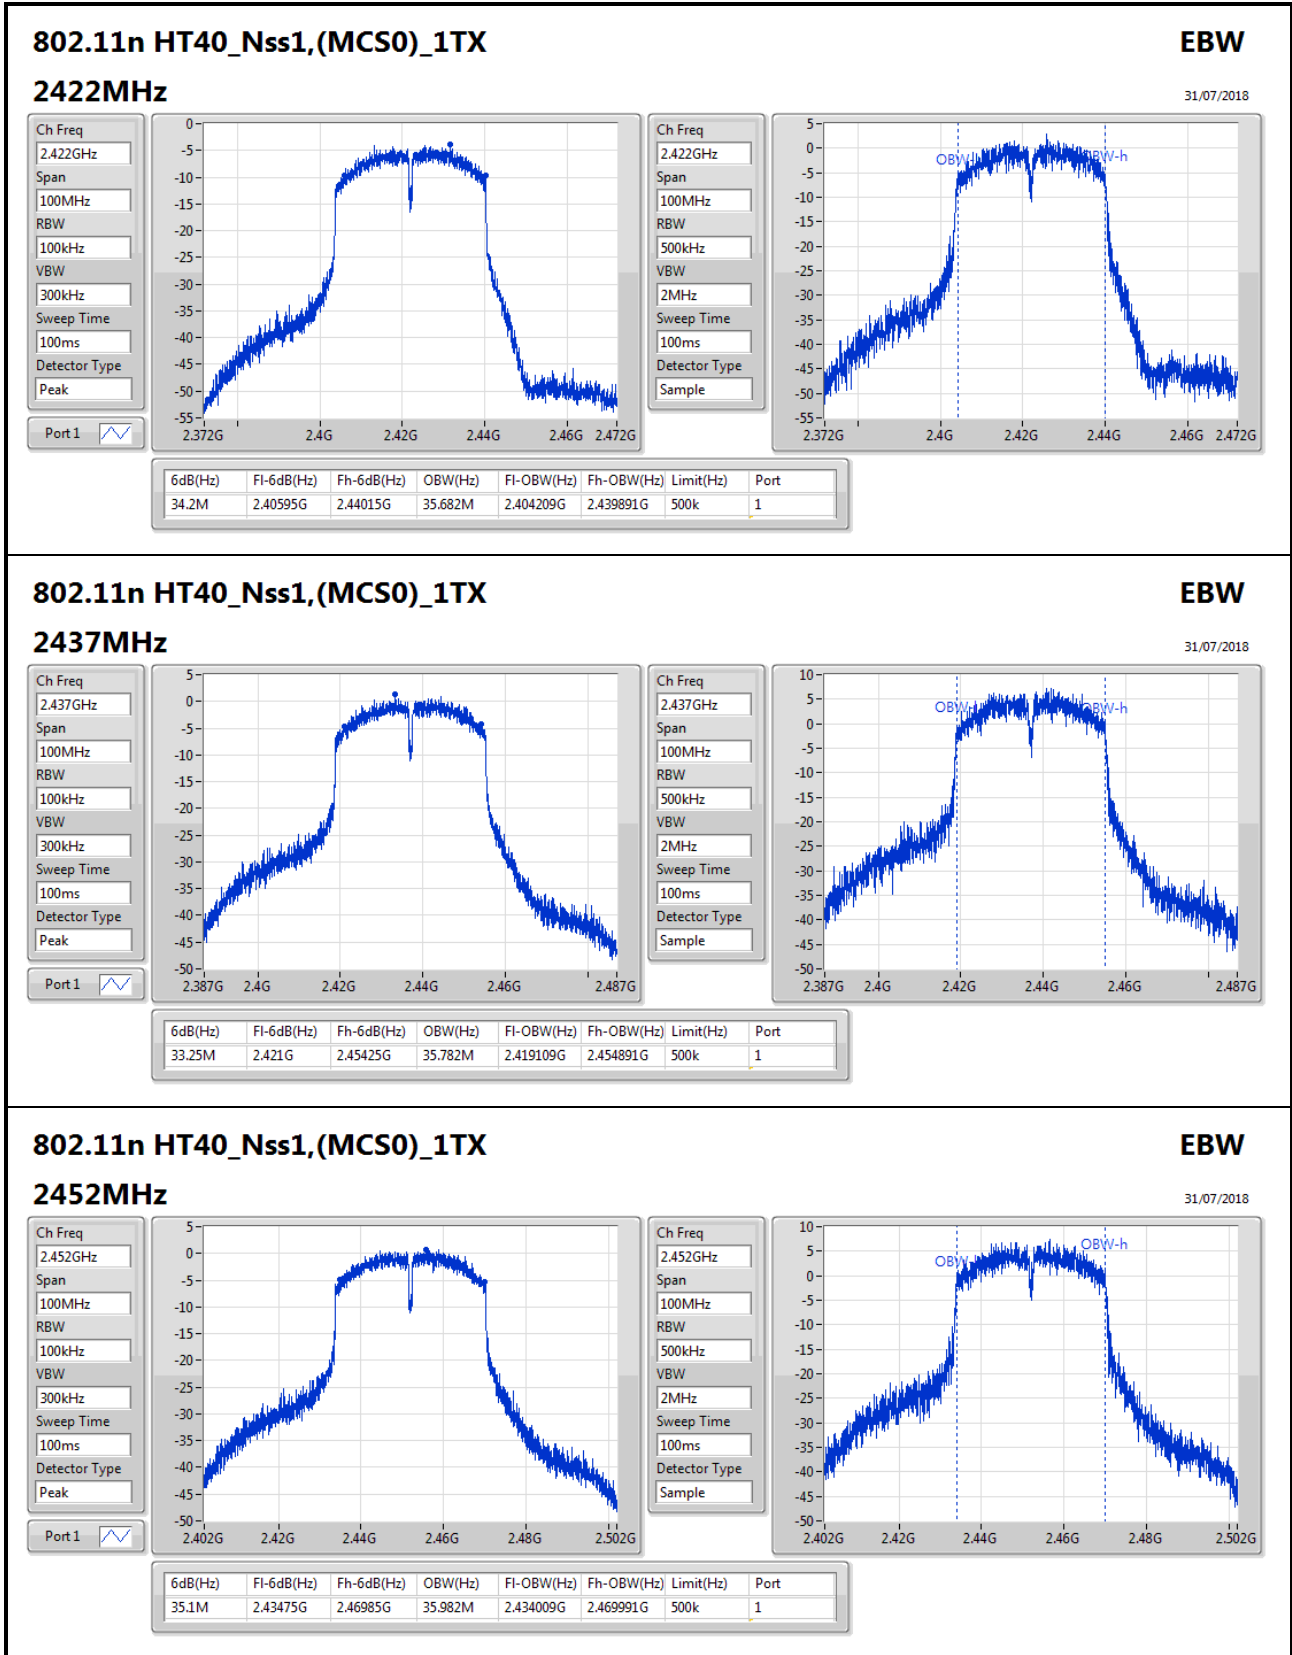 802.11n HT40_Nss1,(MCS0)_1TX EBW
2422MHz 31/07/2018
Ch Freq
2.422GHz
Span
100MHz
RBW
100kHz
VBW
300kHz
Sweep Time
100ms
Detector Type
Peak
Port 1
0
-5
-10
-15
-20
-25
-30
-35
-40
-45
-50
-55
2.372G 2.4G 2.42G 2.44G 2.46G 2.472G
Ch Freq
2.422GHz
Span
100MHz
RBW
500kHz
VBW
2MHz
Sweep Time
100ms
Detector Type
Sample
5
0
-5
-10
-15
-20
-25
-30
-35
-40
-45
-50
-55
OBW-h
2.372G 2.4G 2.42G 2.44G 2.46G 2.472G
6dB(Hz) Fl-6dB(Hz) Fh-6dB(Hz) OBW(Hz) Fl-OBW(Hz) Fh-OBW(Hz) Limit(Hz) Port
34.2M 2.40595G 2.44015G 35.682M 2.404209G 2.439891G 500k 1
802.11n HT40_Nss1,(MCS0)_1TX EBW
2437MHz 31/07/2018
Ch Freq
2.437GHz
Span
100MHz
RBW
100kHz
VBW
300kHz
Sweep Time
100ms
Detector Type
Peak
Port 1
5
0
-5
-10
-15
-20
-25
-30
-35
-40
-45
-50
2.387G 2.4G 2.42G 2.44G 2.46G 2.487G
Ch Freq
2.437GHz
Span
100MHz
RBW
500kHz
VBW
2MHz
Sweep Time
100ms
Detector Type
Sample
10
5
0
-5
-10
-15
-20
-25
-30
-35
-40
-45
-50
OBW-h
2.387G 2.4G 2.42G 2.44G 2.46G 2.487G
6dB(Hz) Fl-6dB(Hz) Fh-6dB(Hz) OBW(Hz) Fl-OBW(Hz) Fh-OBW(Hz) Limit(Hz) Port
33.25M 2.421G 2.45425G 35.782M 2.419109G 2.454891G 500k 1
802.11n HT40_Nss1,(MCS0)_1TX EBW
2452MHz 31/07/2018
Ch Freq
2.452GHz
Span
100MHz
RBW
100kHz
VBW
300kHz
Sweep Time
100ms
Detector Type
Peak
Port 1
5
0
-5
-10
-15
-20
-25
-30
-35
-40
-45
-50
2.402G 2.42G 2.44G 2.46G 2.48G 2.502G
Ch Freq
2.452GHz
Span
100MHz
RBW
500kHz
VBW
2MHz
Sweep Time
100ms
Detector Type
Sample
10
5
0
-5
-10
-15
-20
-25
-30
-35
-40
-45
-50
OBW-h
2.402G 2.42G 2.44G 2.46G 2.48G 2.502G
6dB(Hz) Fl-6dB(Hz) Fh-6dB(Hz) OBW(Hz) Fl-OBW(Hz) Fh-OBW(Hz) Limit(Hz) Port
35.1M 2.43475G 2.46985G 35.982M 2.434009G 2.469991G 500k 1